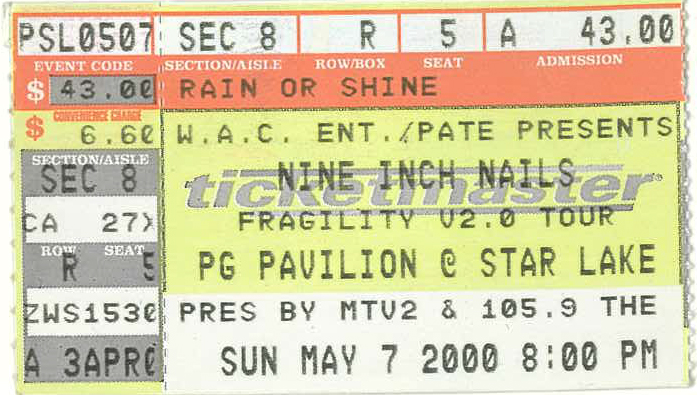 PSL0507 SEC 8 R 5 A 43.00
EVENT CODE SECTION/AISLE ROW/BOX SEAT ADMISSION
$ 43.00 RAIN OR SHINE
CONVENIENCE CHARGE
$ 6.60 W.A.C. ENT./PATE PRESENTS
SECTION/AISLE
SEC 8 NINE INCH NAILS
ticketmaster®
CA 27X FRAGILITY V2.0 TOUR
ROW SEAT
R 5 PG PAVILION @ STAR LAKE
ZWS1530 PRES BY MTV2 & 105.9 THE
A 3APR0 SUN MAY 7 2000 8:00 PM